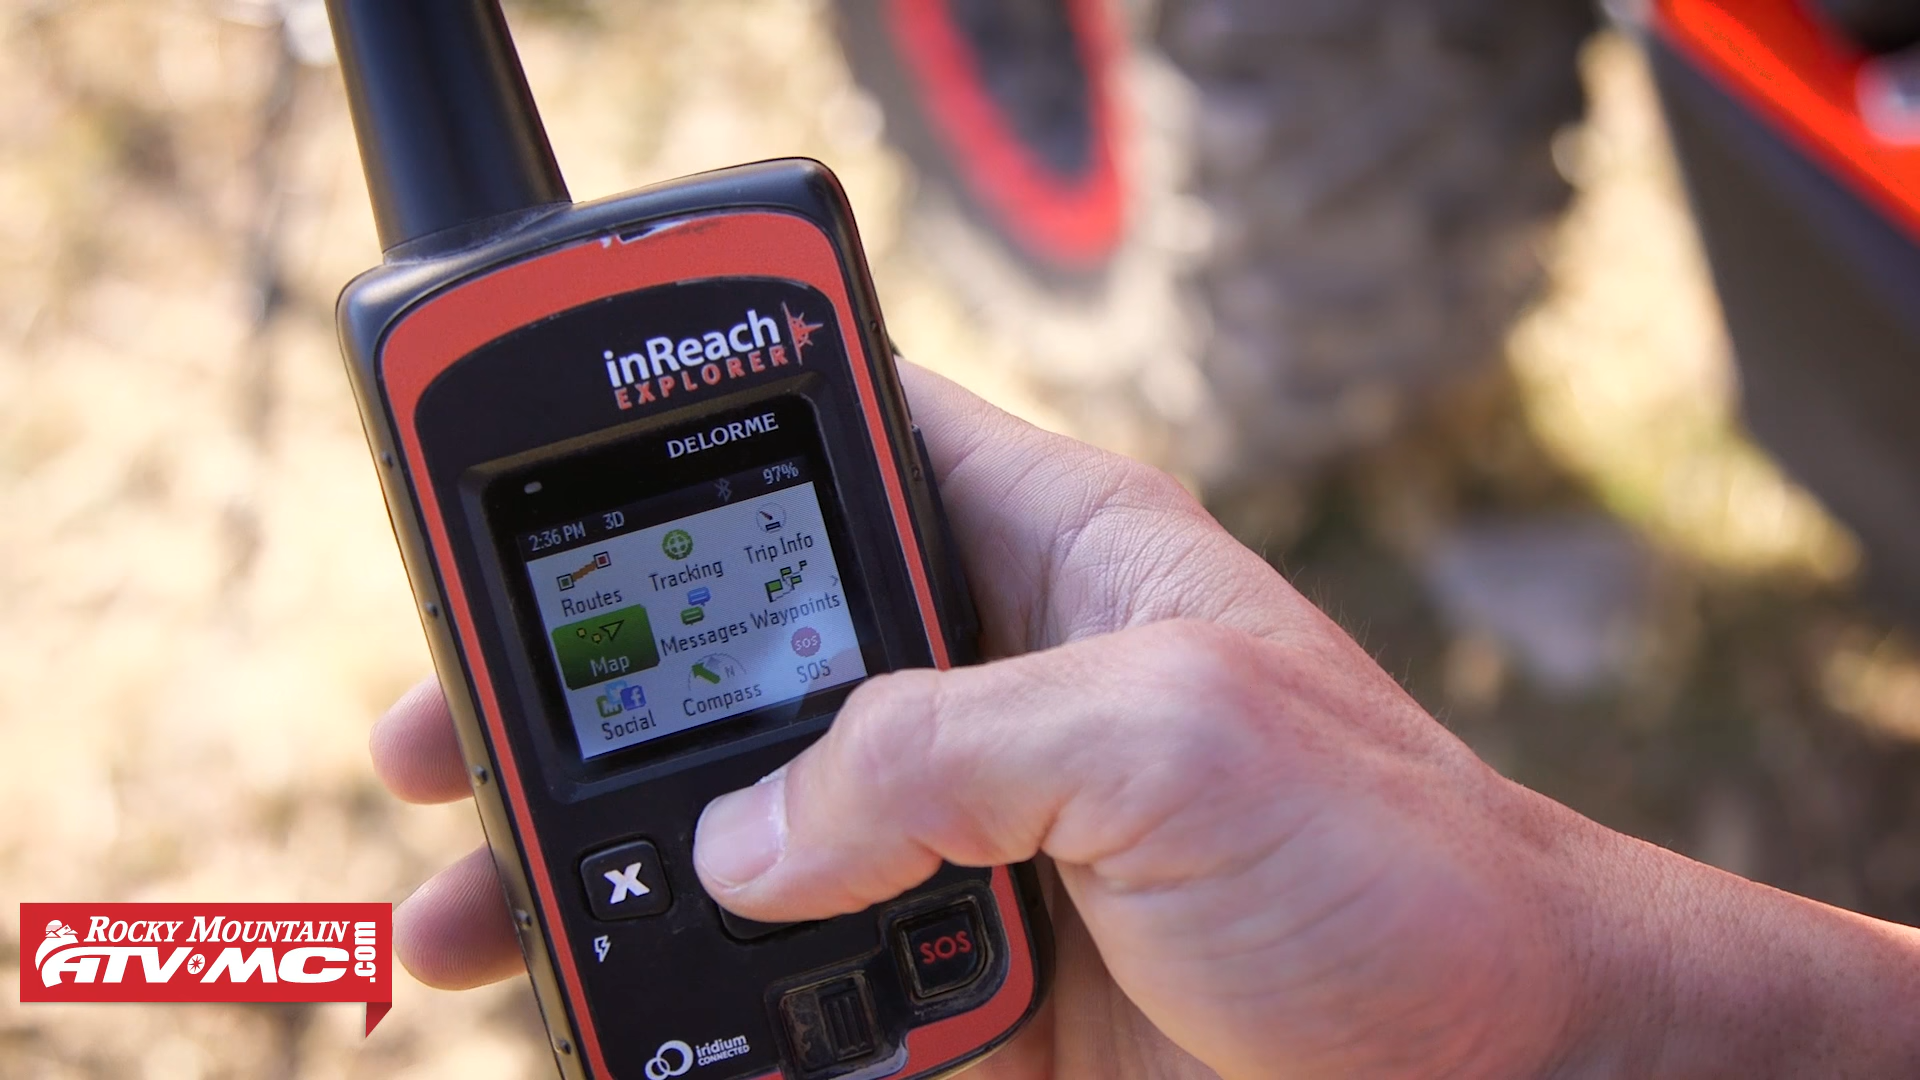 inReach
EXPLORER
DELORME
2:36 PM 3D 97%
Routes Tracking Trip Info
Map Messages Waypoints
Social Compass SOS
SOS
X
SOS
iridium
CONNECTED
ROCKY MOUNTAIN
ATV MC
.com